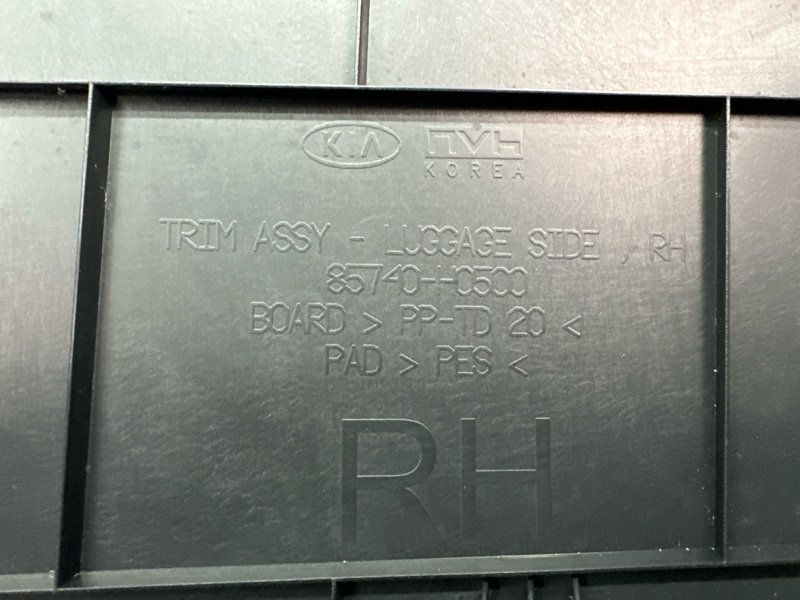 KIA NVH
KOREA
TRIM ASSY - LUGGAGE SIDE , RH
85740-H0500
BOARD > PP-TD 20 <
PAD > PES <
RH